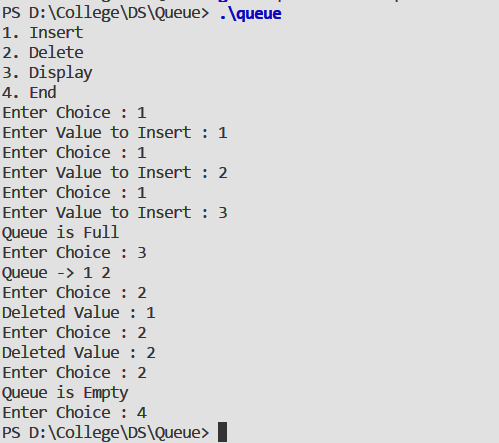 PS D:\College\DS\Queue> .\queue
1. Insert
2. Delete
3. Display
4. End
Enter Choice : 1
Enter Value to Insert : 1
Enter Choice : 1
Enter Value to Insert : 2
Enter Choice : 1
Enter Value to Insert : 3
Queue is Full
Enter Choice : 3
Queue -> 1 2
Enter Choice : 2
Deleted Value : 1
Enter Choice : 2
Deleted Value : 2
Enter Choice : 2
Queue is Empty
Enter Choice : 4
PS D:\College\DS\Queue>